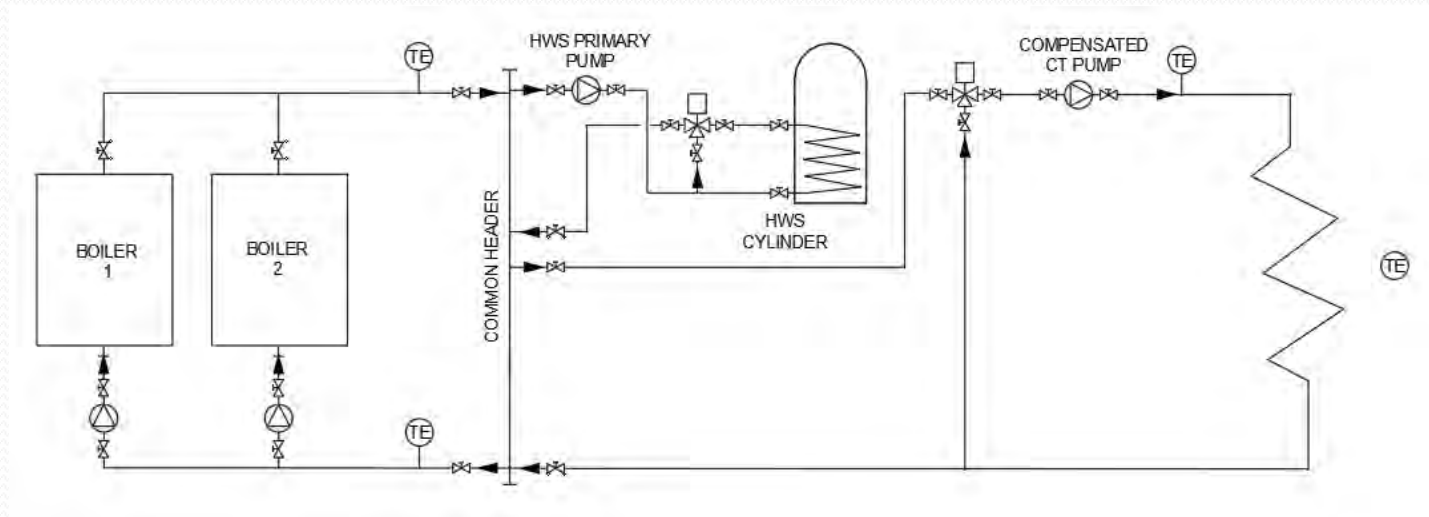 TE
HWS PRIMARY
PUMP
COMPENSATED
CT PUMP
TE
BOILER
1
BOILER
2
COMMON HEADER
HWS
CYLINDER
TE
TE